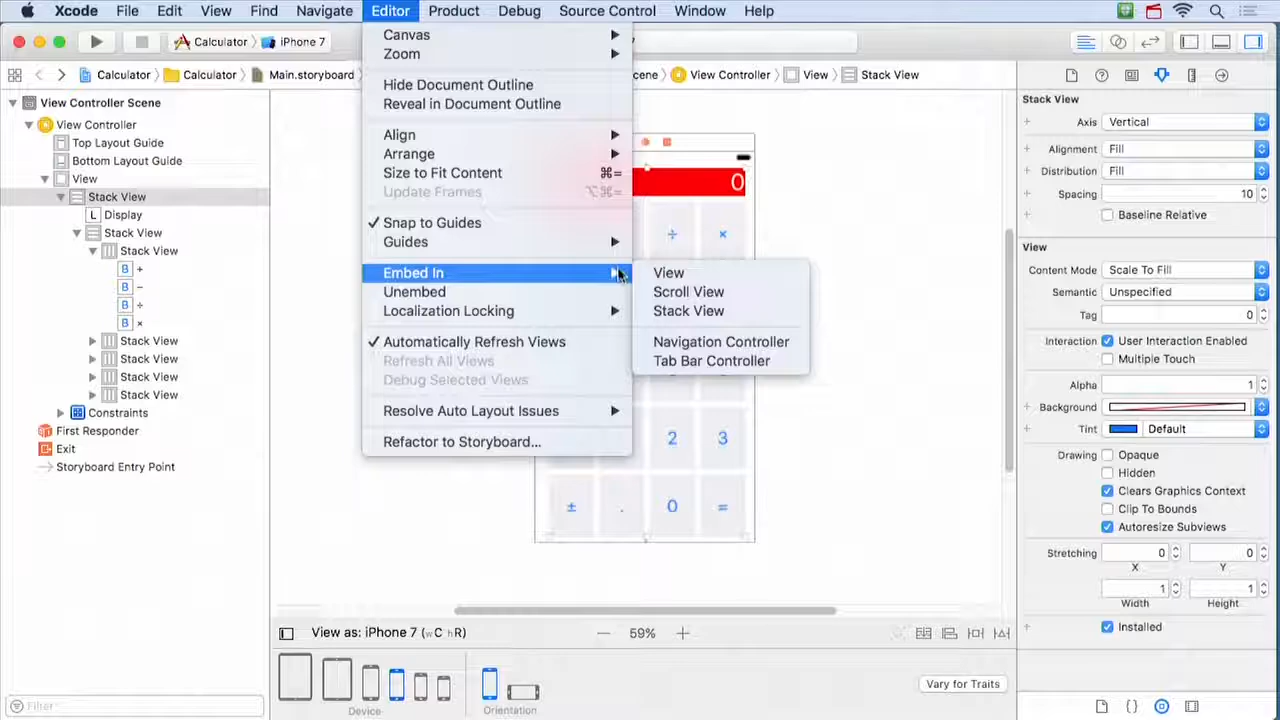 Xcode File Edit View Find Navigate Editor Product Debug Source Control Window Help
Calculator iPhone 7
Calculator Calculator Main.storyboard cene View Controller View Stack View
View Controller Scene
View Controller
Top Layout Guide
Bottom Layout Guide
View
Stack View
L Display
Stack View
Stack View
B +
B −
B ÷
B ×
Stack View
Stack View
Stack View
Stack View
Constraints
First Responder
Exit
Storyboard Entry Point
Filter
Canvas
Zoom
Hide Document Outline
Reveal in Document Outline
Align
Arrange
Size to Fit Content ⌘=
Update Frames ⌥⌘=
✓ Snap to Guides
Guides
Embed In
Unembed
Localization Locking
✓ Automatically Refresh Views
Refresh All Views
Debug Selected Views
Resolve Auto Layout Issues
Refactor to Storyboard...
View
Scroll View
Stack View
Navigation Controller
Tab Bar Controller
0
÷ ×
2 3
± . 0 =
View as: iPhone 7 (wC hR) — 59% +
Device
Orientation
Vary for Traits
Stack View
Axis Vertical
Alignment Fill
Distribution Fill
Spacing 10
Baseline Relative
View
Content Mode Scale To Fill
Semantic Unspecified
Tag 0
Interaction User Interaction Enabled
Multiple Touch
Alpha 1
Background
Tint Default
Drawing Opaque
Hidden
Clears Graphics Context
Clip To Bounds
Autoresize Subviews
Stretching 0 0
X Y
1 1
Width Height
Installed